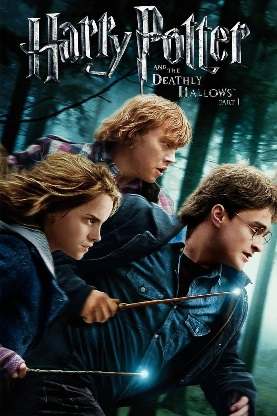 Harry Potter
AND THE
DEATHLY
HALLOWS
PART 1